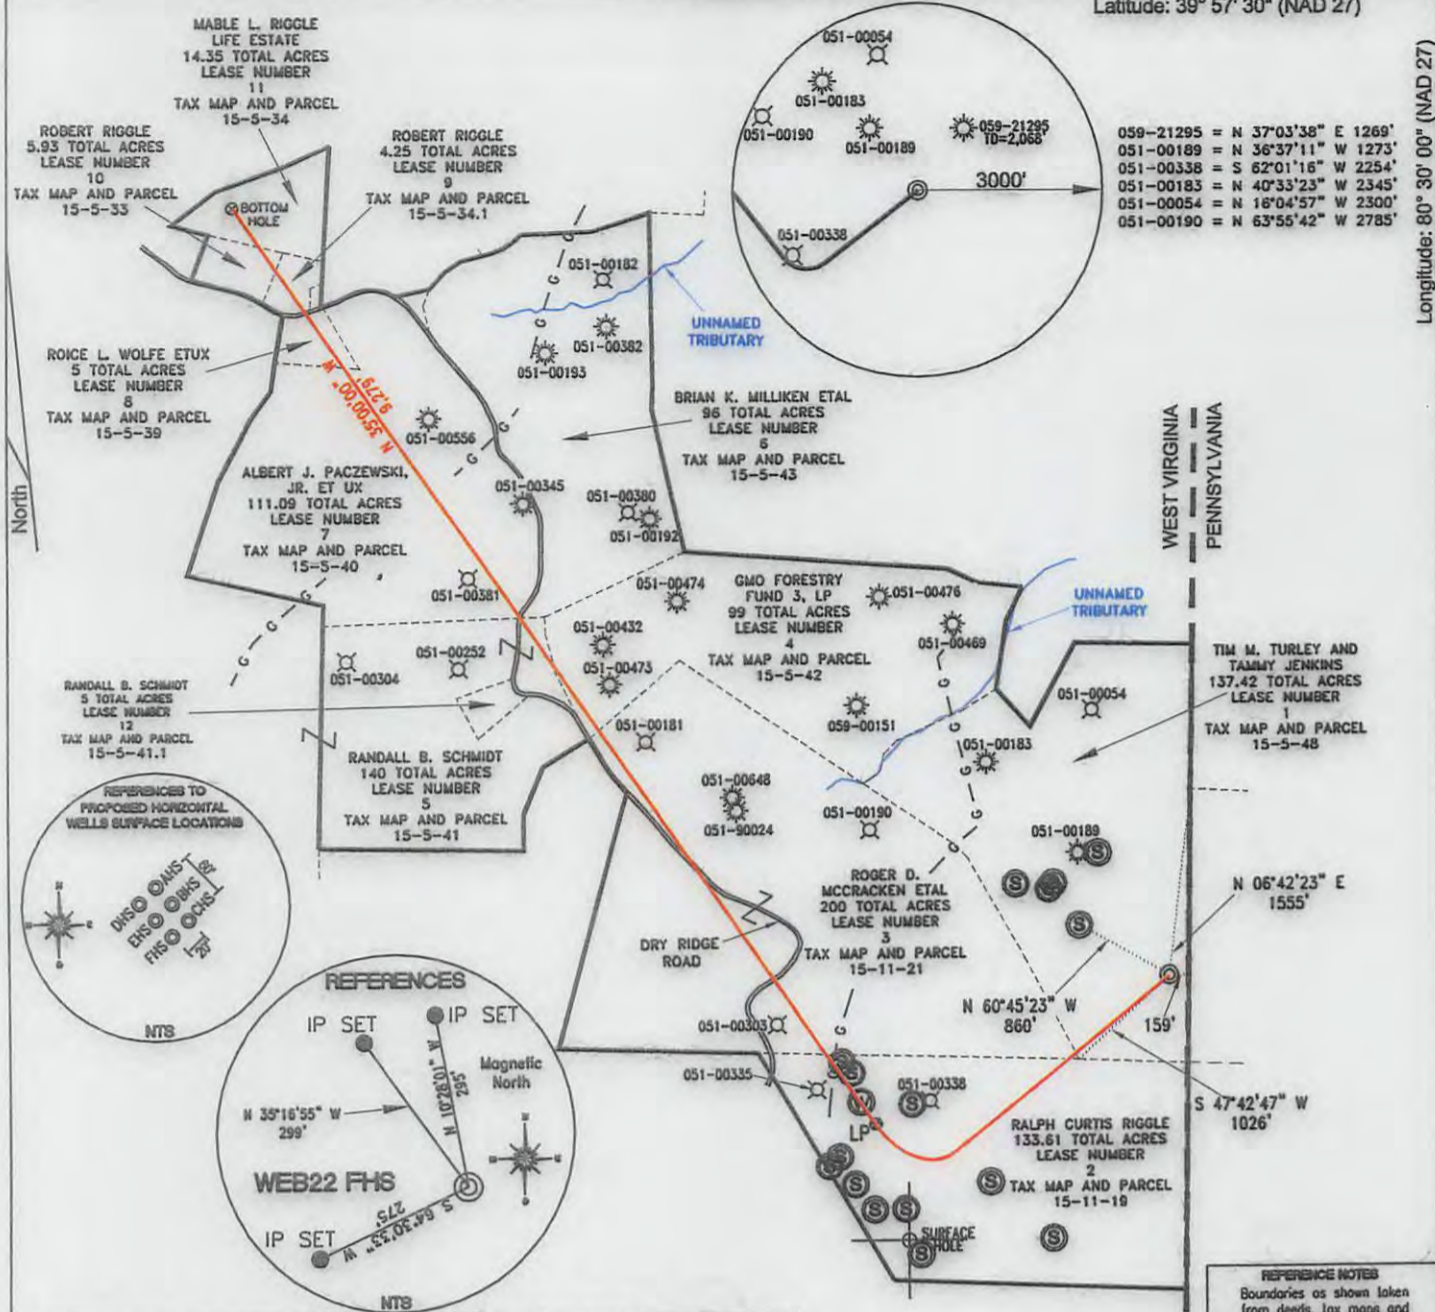 Latitude: 39° 57' 30" (NAD 27)
Longitude: 80° 30' 00" (NAD 27)
MABLE L. RIGGLE
LIFE ESTATE
14.35 TOTAL ACRES
LEASE NUMBER
11
TAX MAP AND PARCEL
15-5-34
ROBERT RIGGLE
5.93 TOTAL ACRES
LEASE NUMBER
10
TAX MAP AND PARCEL
15-5-33
ROBERT RIGGLE
4.25 TOTAL ACRES
LEASE NUMBER
9
TAX MAP AND PARCEL
15-5-34.1
BOTTOM
HOLE
051-00054
051-00183
051-00190
051-00189
059-21295
TD=2,068'
3000'
051-00338
059-21295 = N 37°03'38" E 1269'
051-00189 = N 36°37'11" W 1273'
051-00338 = S 62°01'16" W 2254'
051-00183 = N 40°33'23" W 2345'
051-00054 = N 16°04'57" W 2300'
051-00190 = N 63°55'42" W 2785'
051-00182
051-00382
051-00193
UNNAMED
TRIBUTARY
ROICE L. WOLFE ETUX
5 TOTAL ACRES
LEASE NUMBER
8
TAX MAP AND PARCEL
15-5-39
N 35°00'00" W
9,279'
051-00556
BRIAN K. MILLIKEN ETAL
96 TOTAL ACRES
LEASE NUMBER
6
TAX MAP AND PARCEL
15-5-43
WEST VIRGINIA
PENNSYLVANIA
North
ALBERT J. PACZEWSKI,
JR. ET UX
111.09 TOTAL ACRES
LEASE NUMBER
7
TAX MAP AND PARCEL
15-5-40
051-00345
051-00380
051-00192
051-00381
051-00474
GMO FORESTRY
FUND 3, LP
99 TOTAL ACRES
LEASE NUMBER
4
TAX MAP AND PARCEL
15-5-42
051-00476
051-00469
UNNAMED
TRIBUTARY
051-00432
051-00473
051-00252
051-00304
TIM M. TURLEY AND
TAMMY JENKINS
137.42 TOTAL ACRES
LEASE NUMBER
1
TAX MAP AND PARCEL
15-5-48
RANDALL B. SCHMIDT
5 TOTAL ACRES
LEASE NUMBER
12
TAX MAP AND PARCEL
15-5-41.1
051-00054
059-00151
051-00181
051-00183
RANDALL B. SCHMIDT
140 TOTAL ACRES
LEASE NUMBER
5
TAX MAP AND PARCEL
15-5-41
051-00648
051-90024
051-00190
051-00189
REFERENCES TO
PROPOSED HORIZONTAL
WELLS SURFACE LOCATIONS
AHS
BHS
CHS
DHS
EHS
FHS
60'
20'
N
E
S
W
NTS
ROGER D.
MCCRACKEN ETAL
200 TOTAL ACRES
LEASE NUMBER
3
TAX MAP AND PARCEL
15-11-21
DRY RIDGE
ROAD
N 06°42'23" E
1555'
N 60°45'23" W
860'
159'
S 47°42'47" W
1026'
REFERENCES
IP SET
IP SET
N 10°28'01" W
295'
Magnetic
North
N 35°16'55" W
299'
WEB22 FHS
S 64°30'33" W
275'
IP SET
NTS
051-00303
051-00335
051-00338
LP
RALPH CURTIS RIGGLE
133.61 TOTAL ACRES
LEASE NUMBER
2
TAX MAP AND PARCEL
15-11-19
SURFACE
HOLE
REFERENCE NOTES
Boundaries as shown taken
from deeds, tax maps and